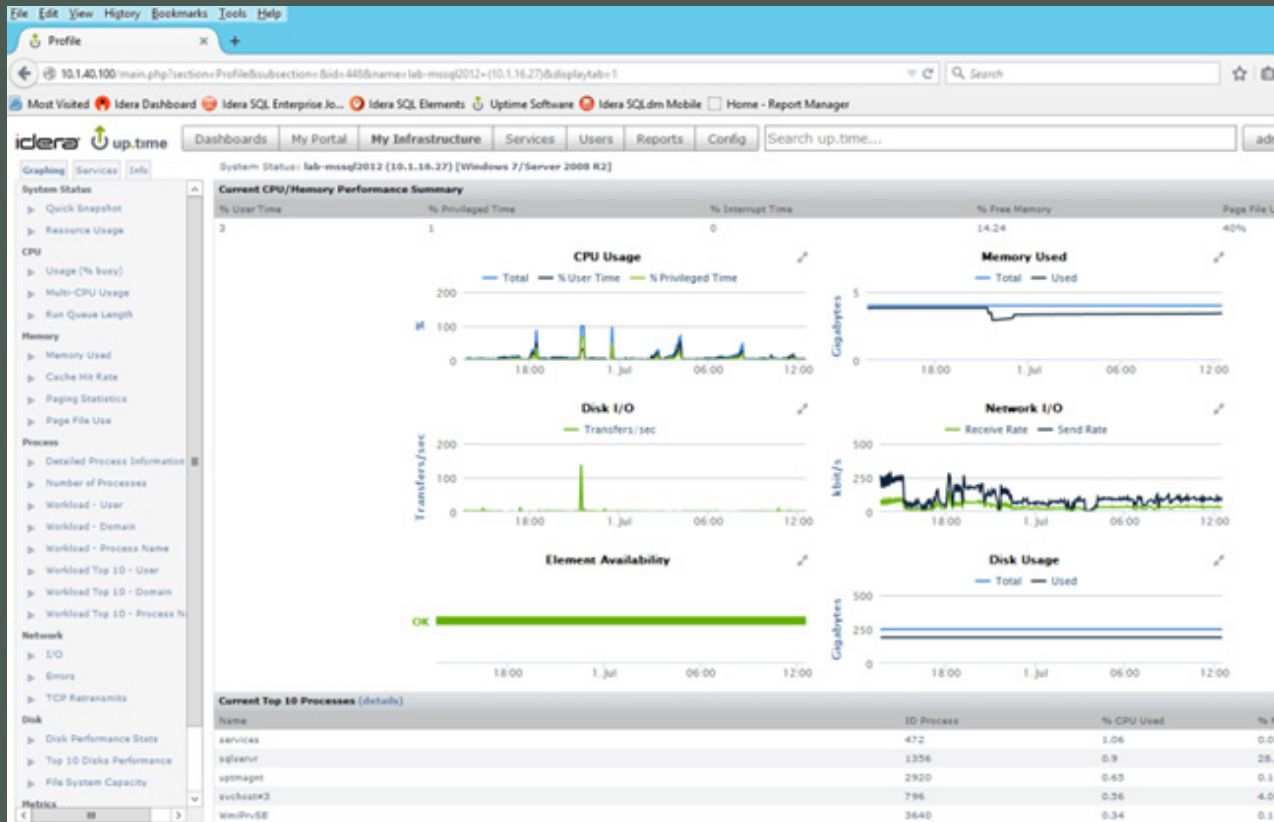 File Edit View History Bookmarks Tools Help
Profile × +
10.1.40.100/main.php?section=Profile&subsection=&id=448&name=lab-mssql2012+(10.1.16.27)&displaytab=1 Search
Most Visited Idera Dashboard Idera SQL Enterprise Jo... Idera SQL Elements Uptime Software Idera SQLdm Mobile Home - Report Manager
idera up.time Dashboards My Portal My Infrastructure Services Users Reports Config Search up.time...
Graphing Services Info
System Status: lab-mssql2012 (10.1.16.27) [Windows 7/Server 2008 R2]
System Status
Quick Snapshot
Resource Usage
CPU
Usage (% busy)
Multi-CPU Usage
Run Queue Length
Memory
Memory Used
Cache Hit Rate
Paging Statistics
Page File Use
Process
Detailed Process Information
Number of Processes
Workload - User
Workload - Domain
Workload - Process Name
Workload Top 10 - User
Workload Top 10 - Domain
Workload Top 10 - Process N
Network
I/O
Errors
TCP Retransmits
Disk
Disk Performance Stats
Top 10 Disks Performance
File System Capacity
Metrics
Current CPU/Memory Performance Summary
% User Time % Privileged Time % Interrupt Time % Free Memory Page File U
3 1 0 14.24 40%
CPU Usage
Total % User Time % Privileged Time
%
200
100
0
18:00 1. Jul 06:00 12:00
Memory Used
Total Used
Gigabytes
5
0
18:00 1. Jul 06:00 12:00
Disk I/O
Transfers/sec
Transfers/sec
200
100
0
18:00 1. Jul 06:00 12:00
Network I/O
Receive Rate Send Rate
kbit/s
500
250
0
18:00 1. Jul 06:00 12:00
Element Availability
OK
18:00 1. Jul 06:00 12:00
Disk Usage
Total Used
Gigabytes
500
250
0
18:00 1. Jul 06:00 12:00
Current Top 10 Processes (details)
Name ID Process % CPU Used
services 472 1.06 0.0
sqlservr 1356 0.9 28.
uptmagnt 2920 0.65 0.1
svchost#3 796 0.56 4.0
WmiPrvSE 3640 0.34 0.1